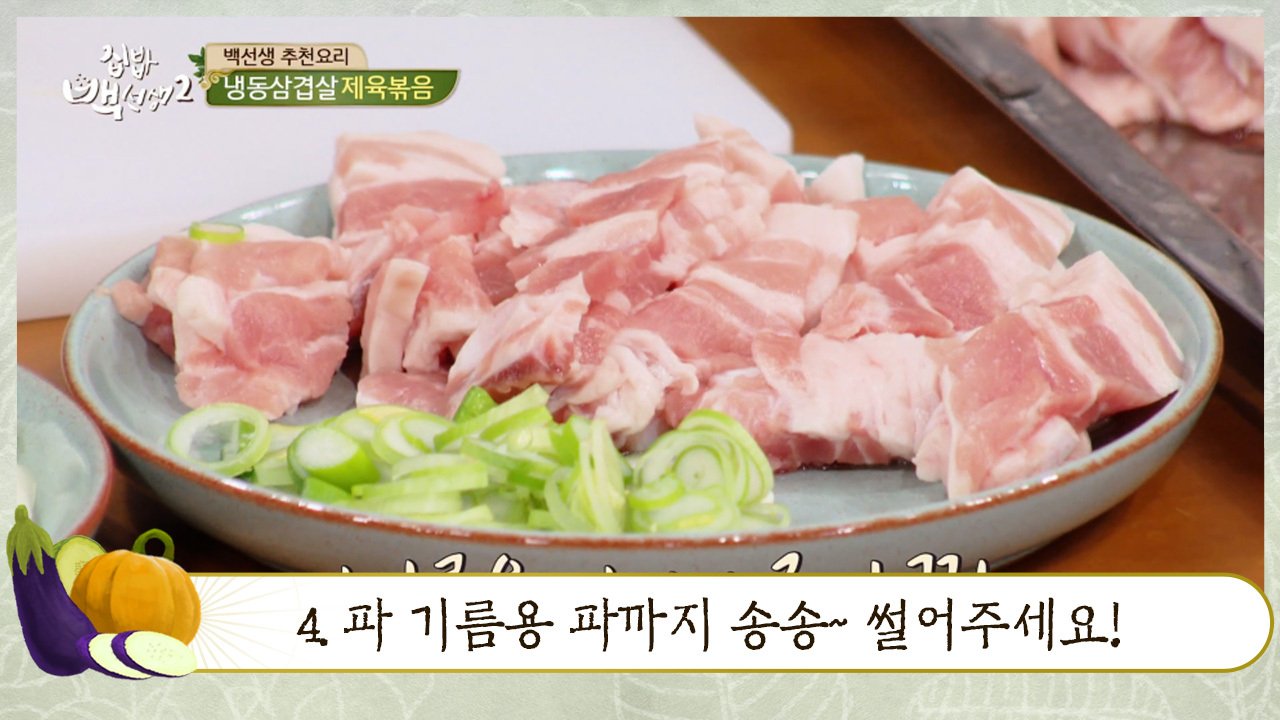 집밥
백선생2
백선생 추천요리
냉동삼겹살 제육볶음
4. 파 기름용 파까지 송송~ 썰어주세요!